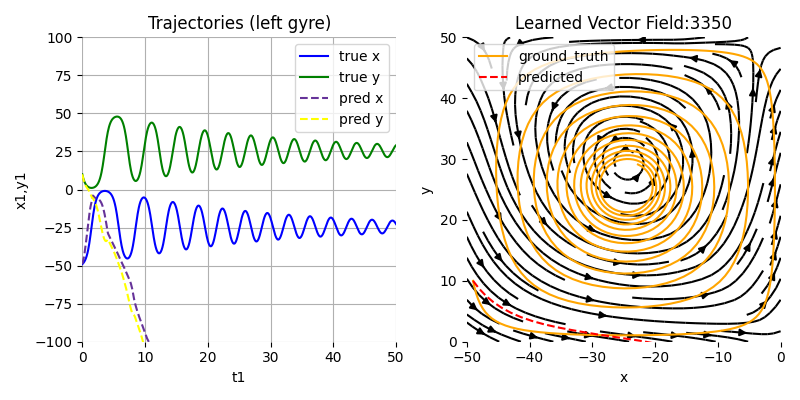 Trajectories (left gyre)
100
75
50
25
0
−25
−50
−75
−100
x1,y1
0
10
20
30
40
50
t1
true x
true y
pred x
pred y
Learned Vector Field:3350
50
40
30
20
10
0
y
−50
−40
−30
−20
−10
0
x
ground_truth
predicted